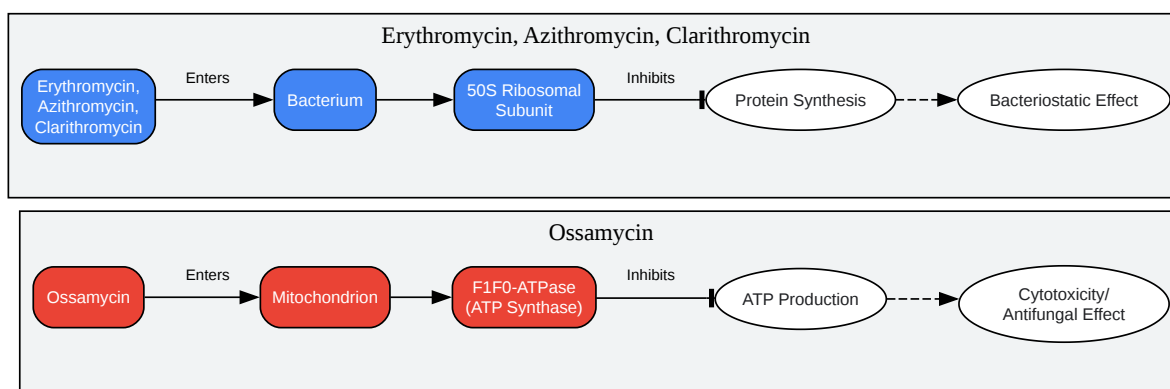 Erythromycin, Azithromycin, Clarithromycin
Erythromycin,
Azithromycin,
Clarithromycin
Enters
Bacterium
50S Ribosomal
Subunit
Inhibits
Protein Synthesis
Bacteriostatic Effect
Ossamycin
Ossamycin
Enters
Mitochondrion
F1F0-ATPase
(ATP Synthase)
Inhibits
ATP Production
Cytotoxicity/
Antifungal Effect